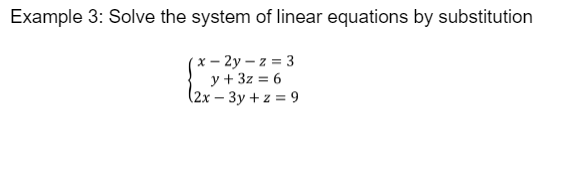 Example 3: Solve the system of linear equations by substitution
x − 2y − z = 3
y + 3z = 6
2x − 3y + z = 9